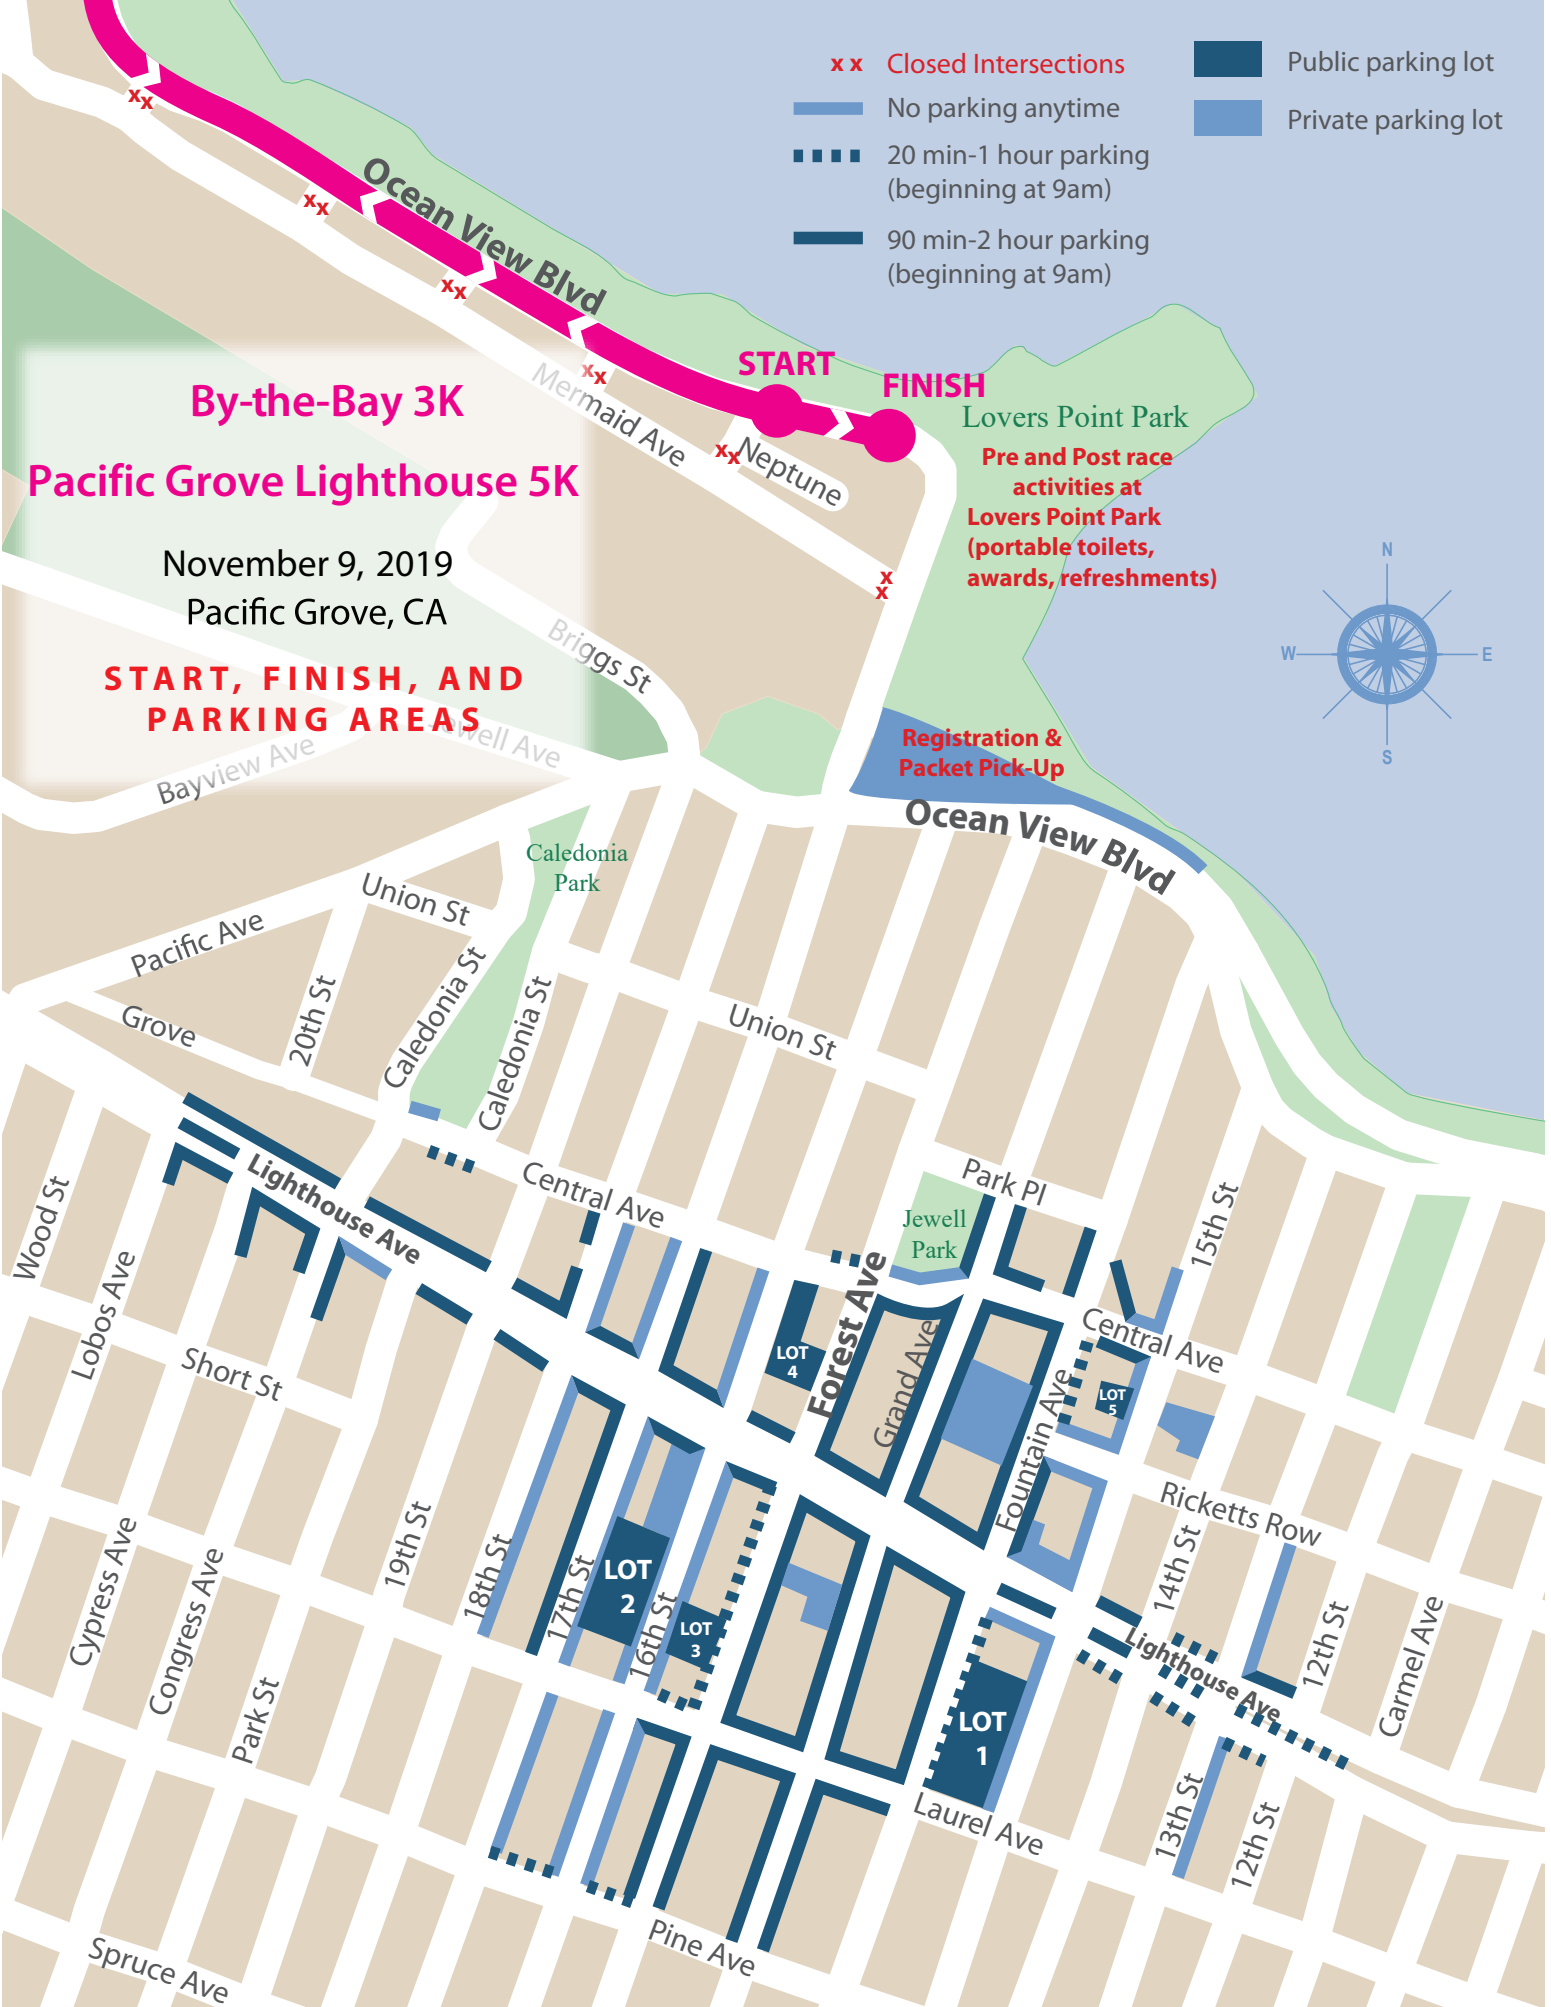 x x Closed Intersections
No parking anytime
20 min-1 hour parking
(beginning at 9am)
90 min-2 hour parking
(beginning at 9am)
Public parking lot
Private parking lot
xx
xx
xx
xx
xx
x
x
Ocean View Blvd
START
FINISH
Lovers Point Park
Pre and Post race
activities at
Lovers Point Park
(portable toilets,
awards, refreshments)
Mermaid Ave
Neptune
By-the-Bay 3K
Pacific Grove Lighthouse 5K
November 9, 2019
Pacific Grove, CA
START, FINISH, AND
PARKING AREAS
N
W
E
S
Briggs St
Jewell Ave
Bayview Ave
Registration &
Packet Pick-Up
Ocean View Blvd
Caledonia
Park
Union St
Pacific Ave
Grove
20th St
Caledonia St
Caledonia St
Union St
Park Pl
Central Ave
Lighthouse Ave
Wood St
Lobos Ave
Short St
Jewell
Park
15th St
Forest Ave
Grand Ave
Central Ave
LOT
4
LOT
5
Fountain Ave
Ricketts Row
Cypress Ave
Congress Ave
Park St
19th St
18th St
17th St
LOT
2
16th St
LOT
3
14th St
Lighthouse Ave
12th St
Carmel Ave
LOT
1
Laurel Ave
13th St
12th St
Pine Ave
Spruce Ave